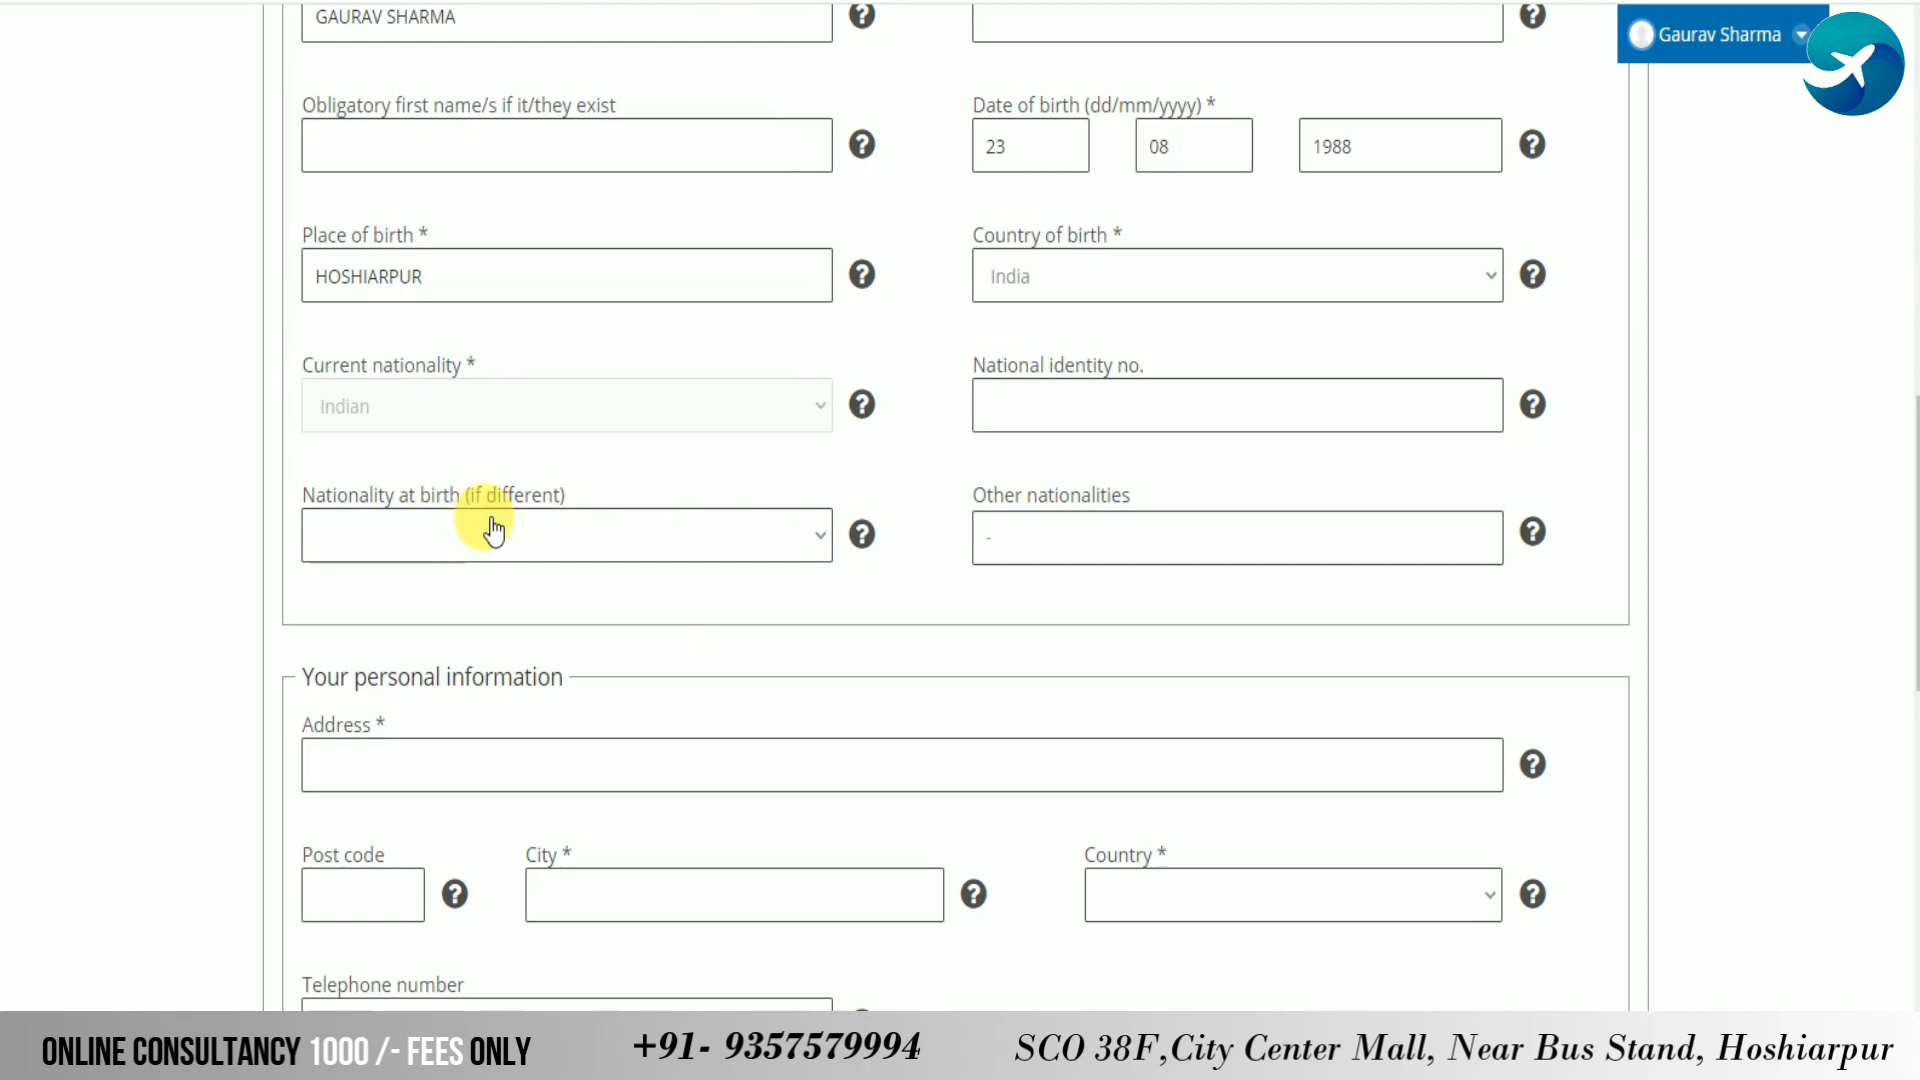 GAURAV SHARMA
Gaurav Sharma
Obligatory first name/s if it/they exist
Date of birth (dd/mm/yyyy) *
23
08
1988
Place of birth *
Country of birth *
HOSHIARPUR
India
Current nationality *
National identity no.
Indian
Nationality at birth (if different)
Other nationalities
-
Your personal information
Address *
Post code
City *
Country *
Telephone number
ONLINE CONSULTANCY 1000 /- FEES ONLY
+91- 9357579994
SCO 38F,City Center Mall, Near Bus Stand, Hoshiarpur